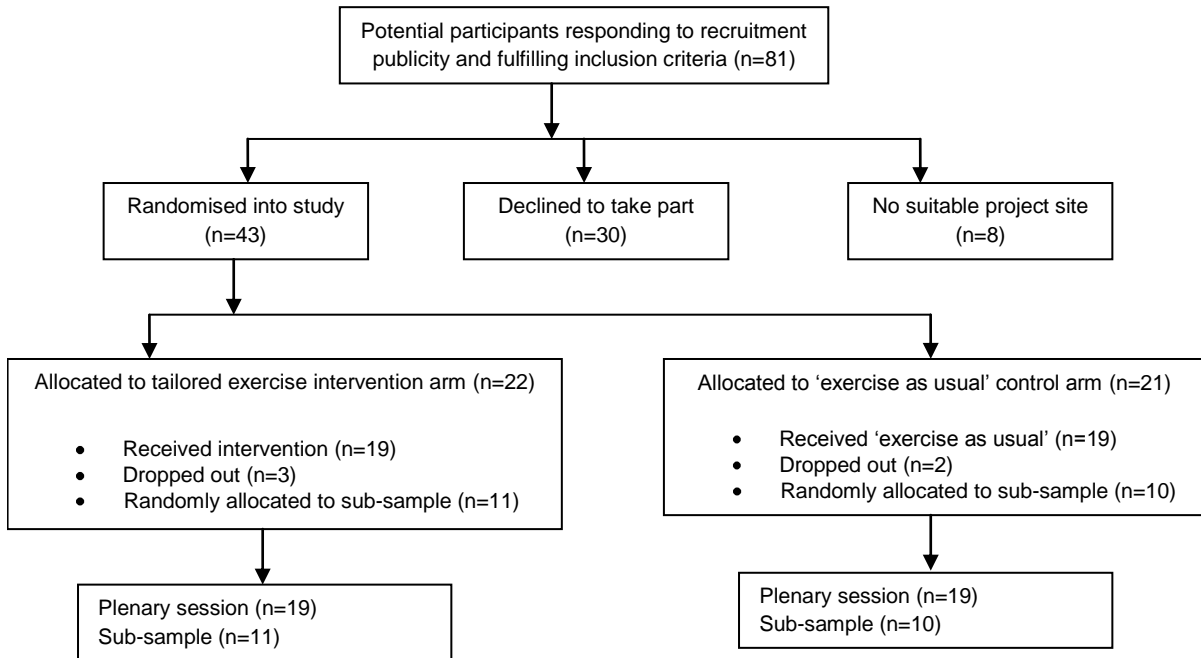 Potential participants responding to recruitment
publicity and fulfilling inclusion criteria (n=81)
Randomised into study
(n=43)
Declined to take part
(n=30)
No suitable project site
(n=8)
Allocated to tailored exercise intervention arm (n=22)
• Received intervention (n=19)
• Dropped out (n=3)
• Randomly allocated to sub-sample (n=11)
Allocated to ‘exercise as usual’ control arm (n=21)
• Received ‘exercise as usual’ (n=19)
• Dropped out (n=2)
• Randomly allocated to sub-sample (n=10)
Plenary session (n=19)
Sub-sample (n=11)
Plenary session (n=19)
Sub-sample (n=10)